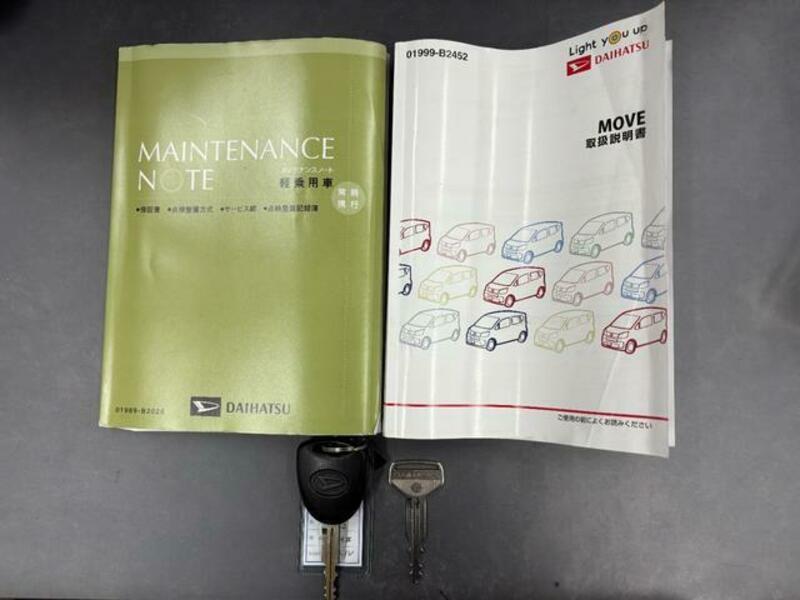 MAINTENANCE
NOTE
メンテナンスノート
軽乗用車
常時
携行
●保証書 ●点検整備方式 ●サービス網 ●点検整備記録簿
DAIHATSU
01999-B2452
Light you up
DAIHATSU
MOVE
取扱説明書
ご使用の前によくお読みください